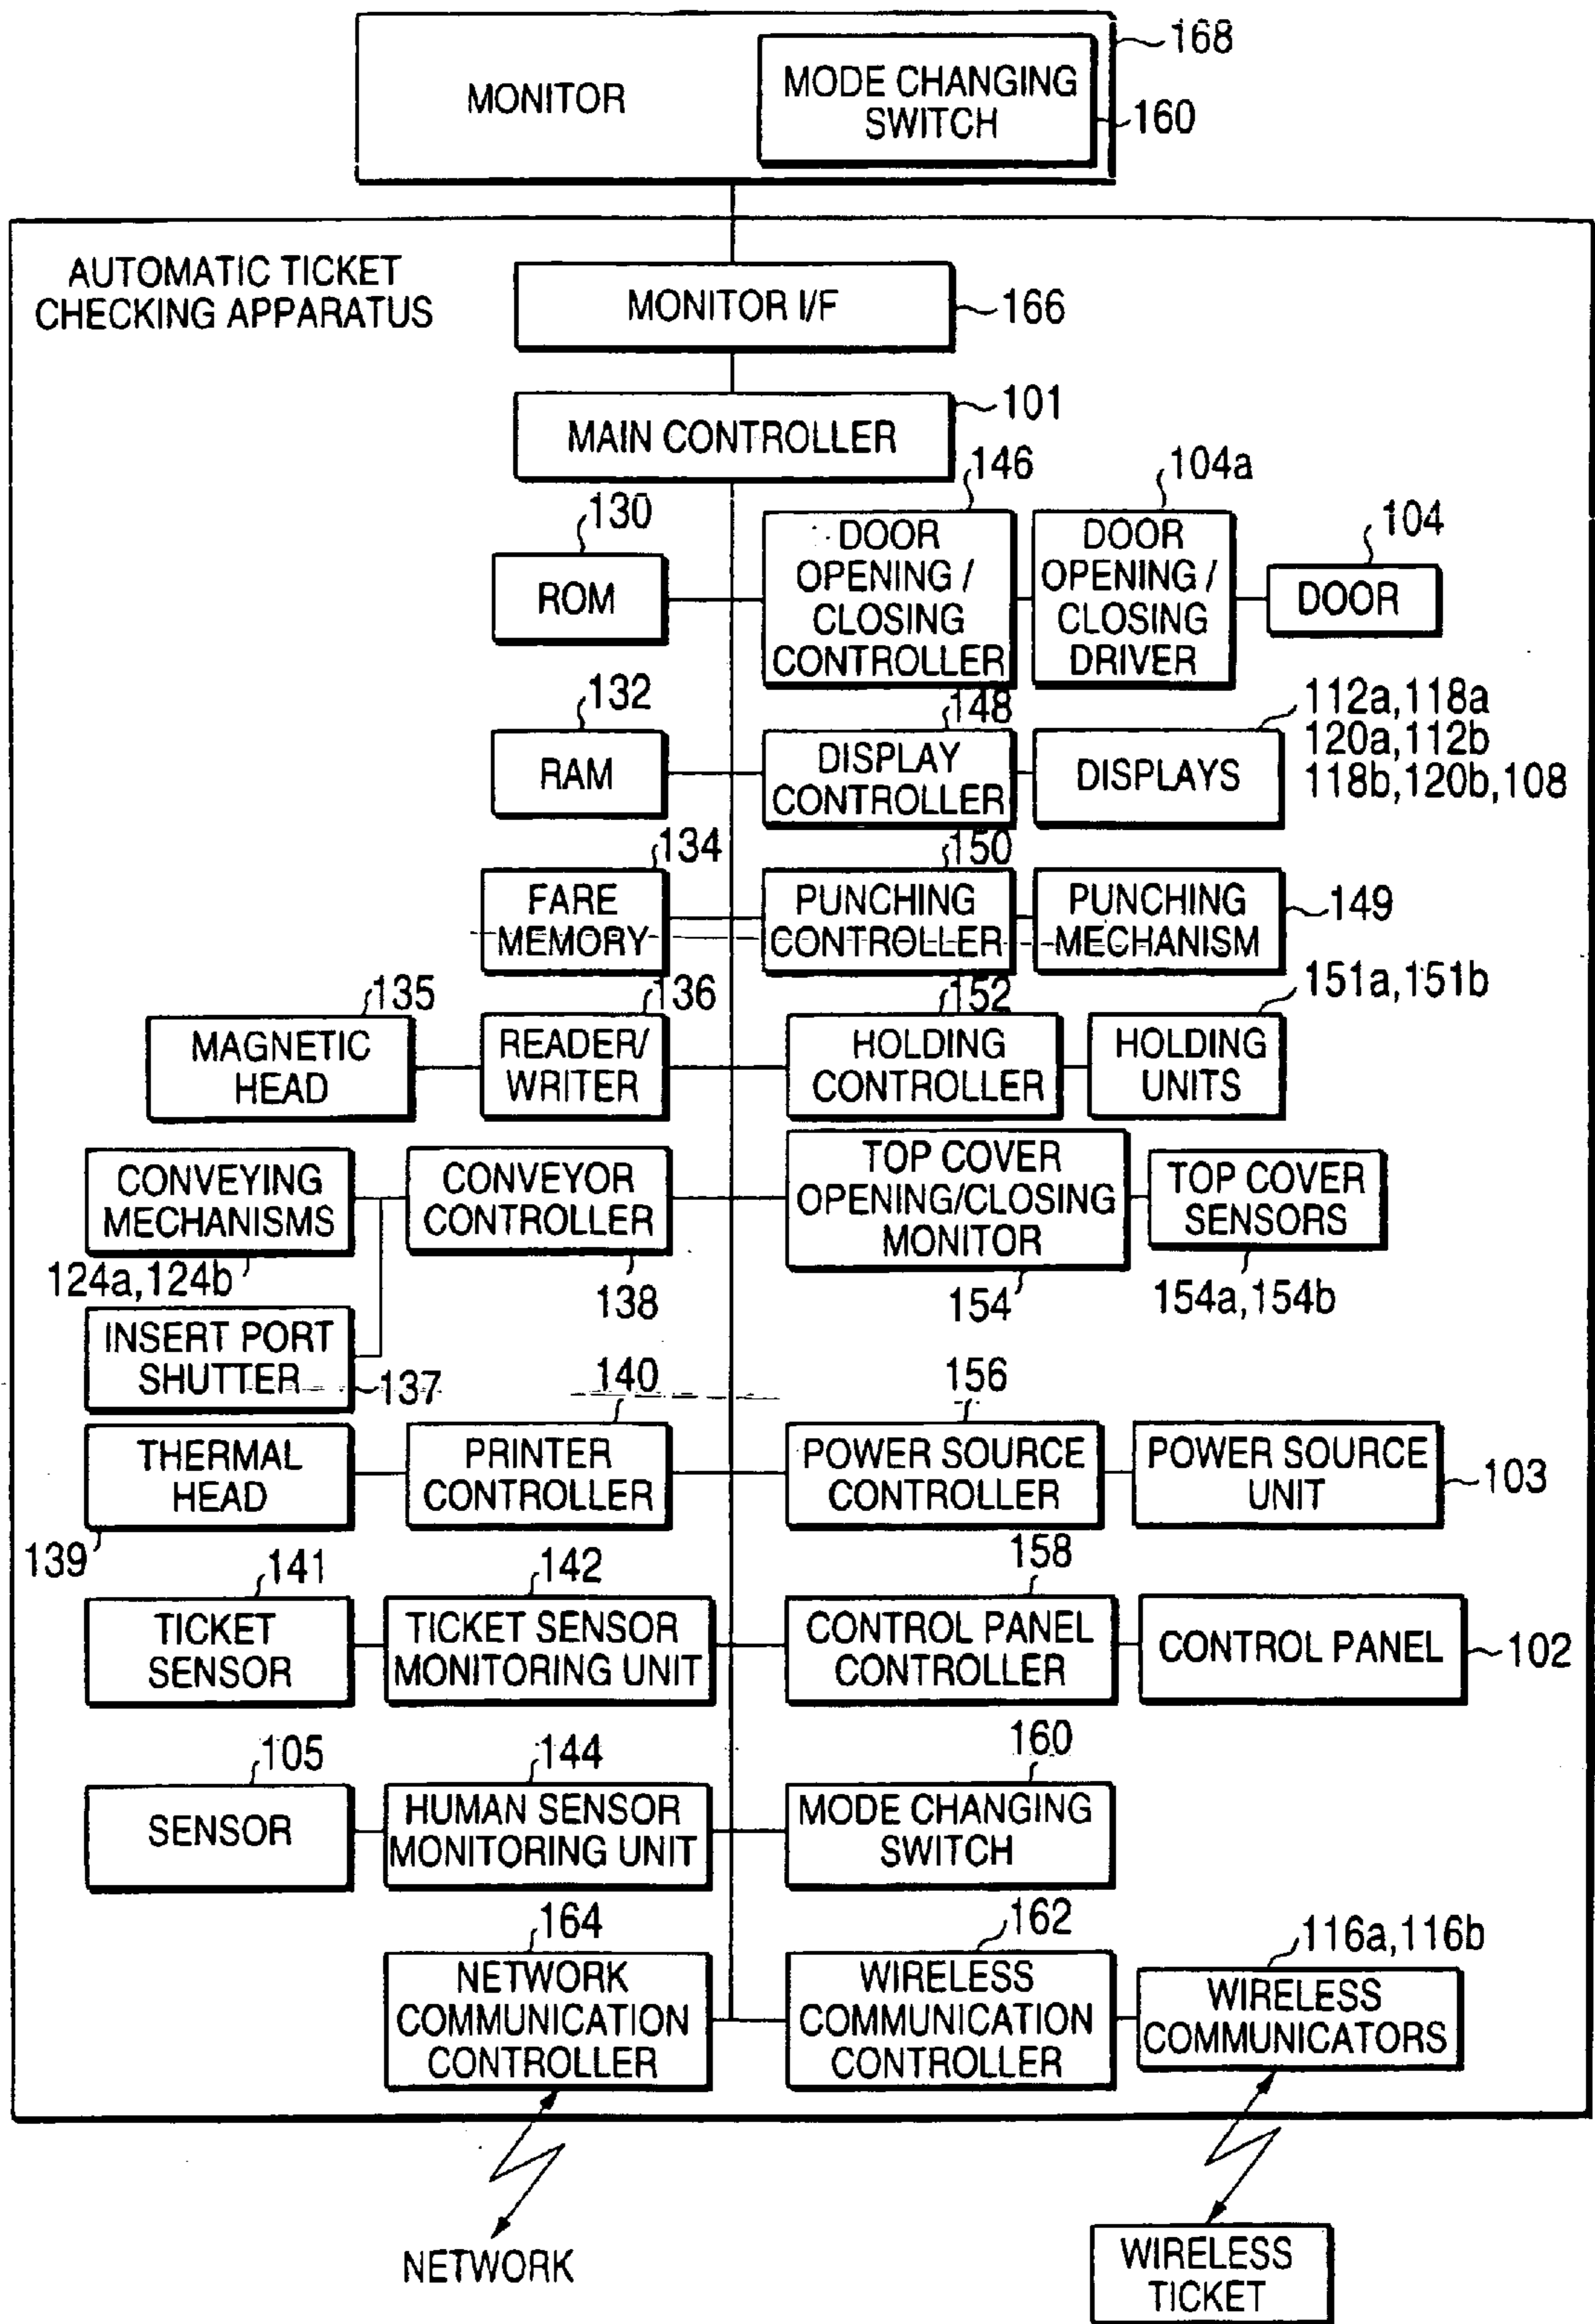 MONITOR
MODE CHANGING
SWITCH
168
160
AUTOMATIC TICKET
CHECKING APPARATUS
MONITOR I/F
166
MAIN CONTROLLER
101
130
ROM
146
DOOR
OPENING /
CLOSING
CONTROLLER
104a
DOOR
OPENING /
CLOSING
DRIVER
104
DOOR
132
RAM
148
DISPLAY
CONTROLLER
DISPLAYS
112a,118a
120a,112b
118b,120b,108
134
FARE
MEMORY
150
PUNCHING
CONTROLLER
PUNCHING
MECHANISM
149
135
MAGNETIC
HEAD
136
READER/
WRITER
152
HOLDING
CONTROLLER
151a,151b
HOLDING
UNITS
CONVEYING
MECHANISMS
124a,124b
CONVEYOR
CONTROLLER
138
TOP COVER
OPENING/CLOSING
MONITOR
154
TOP COVER
SENSORS
154a,154b
INSERT PORT
SHUTTER
137
THERMAL
HEAD
139
140
PRINTER
CONTROLLER
156
POWER SOURCE
CONTROLLER
POWER SOURCE
UNIT
103
141
TICKET
SENSOR
142
TICKET SENSOR
MONITORING UNIT
158
CONTROL PANEL
CONTROLLER
CONTROL PANEL
102
105
SENSOR
144
HUMAN SENSOR
MONITORING UNIT
160
MODE CHANGING
SWITCH
164
NETWORK
COMMUNICATION
CONTROLLER
162
WIRELESS
COMMUNICATION
CONTROLLER
116a,116b
WIRELESS
COMMUNICATORS
NETWORK
WIRELESS
TICKET